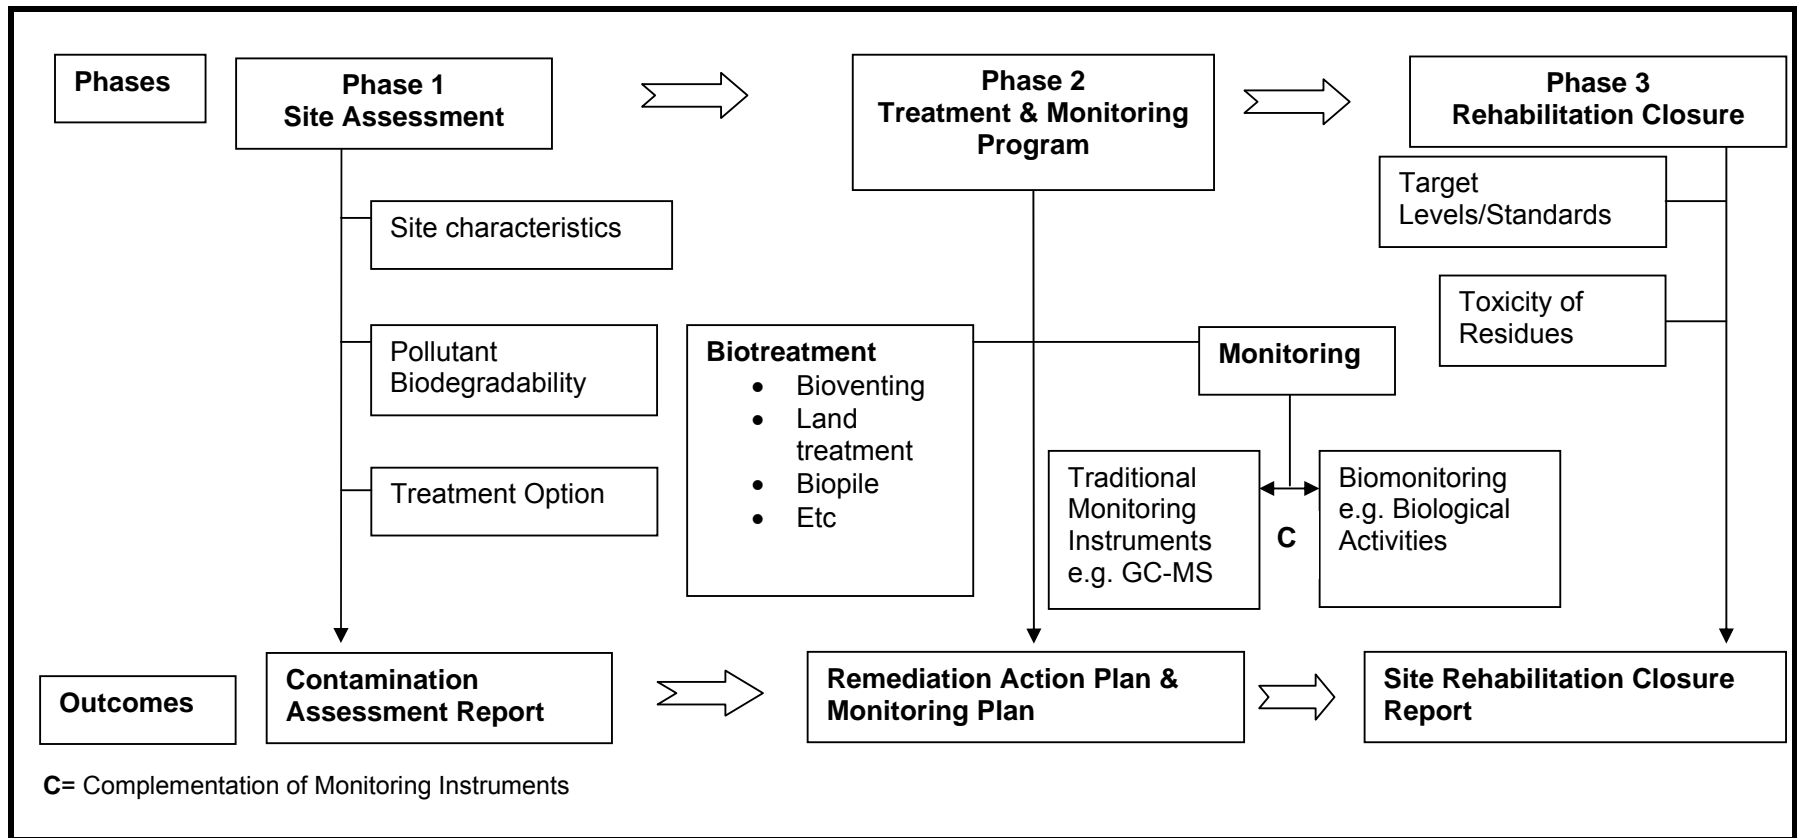 Phases
Phase 1
Site Assessment
Phase 2
Treatment & Monitoring
Program
Phase 3
Rehabilitation Closure
Site characteristics
Pollutant
Biodegradability
Treatment Option
Biotreatment
• Bioventing
• Land
treatment
• Biopile
• Etc
Monitoring
Traditional
Monitoring
Instruments
e.g. GC-MS
C
Biomonitoring
e.g. Biological
Activities
Target
Levels/Standards
Toxicity of
Residues
Outcomes
Contamination
Assessment Report
Remediation Action Plan &
Monitoring Plan
Site Rehabilitation Closure
Report
C= Complementation of Monitoring Instruments